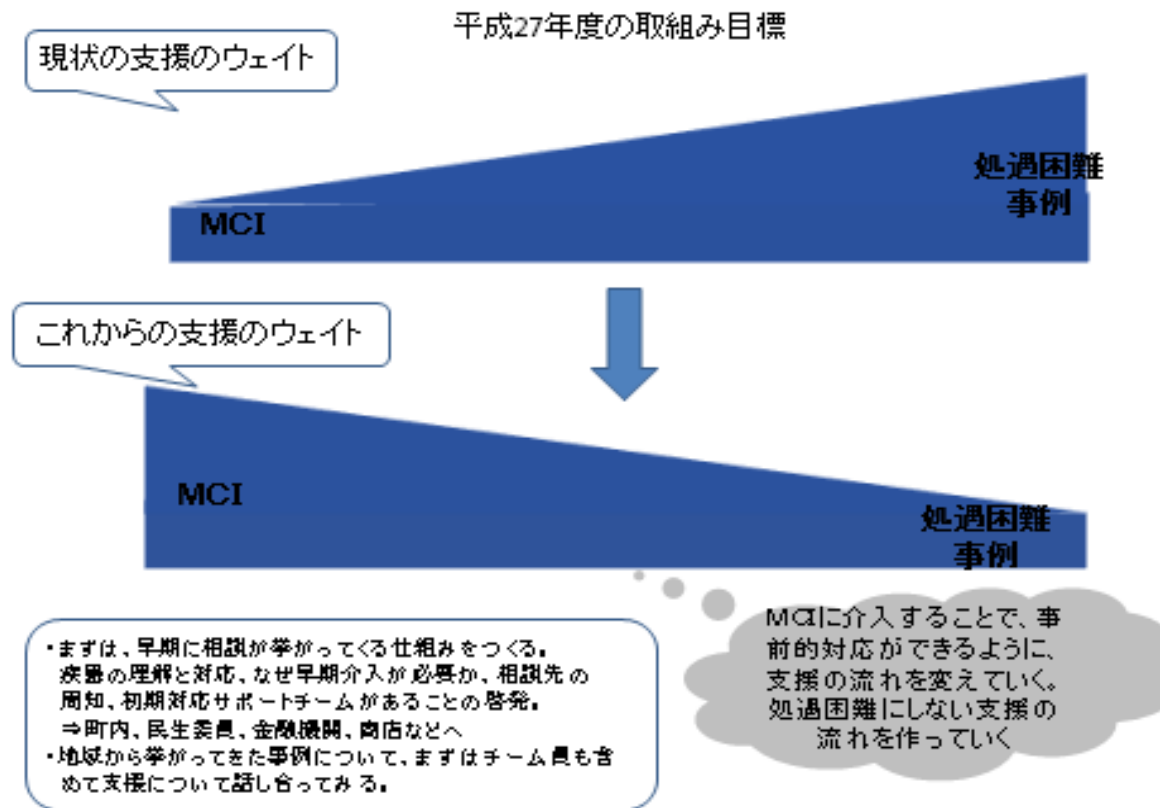 平成27年度の取組み目標
現状の支援のウェイト
処遇困難
事例
MCI
これからの支援のウェイト
MCI
処遇困難
事例
・まずは、早期に相談が挙がってくる仕組みをつくる。
疾患の理解と対応、なぜ早期介入が必要か、相談先の
周知、初期対応サポートチームがあることの啓発。
⇒町内、民生委員、金融機関、商店などへ
・地域から挙がってきた事例について、まずはチーム員も含
めて支援について話し合ってみる。
MCIに介入することで、事
前的対応ができるように、
支援の流れを変えていく。
処遇困難にしない支援の
流れを作っていく